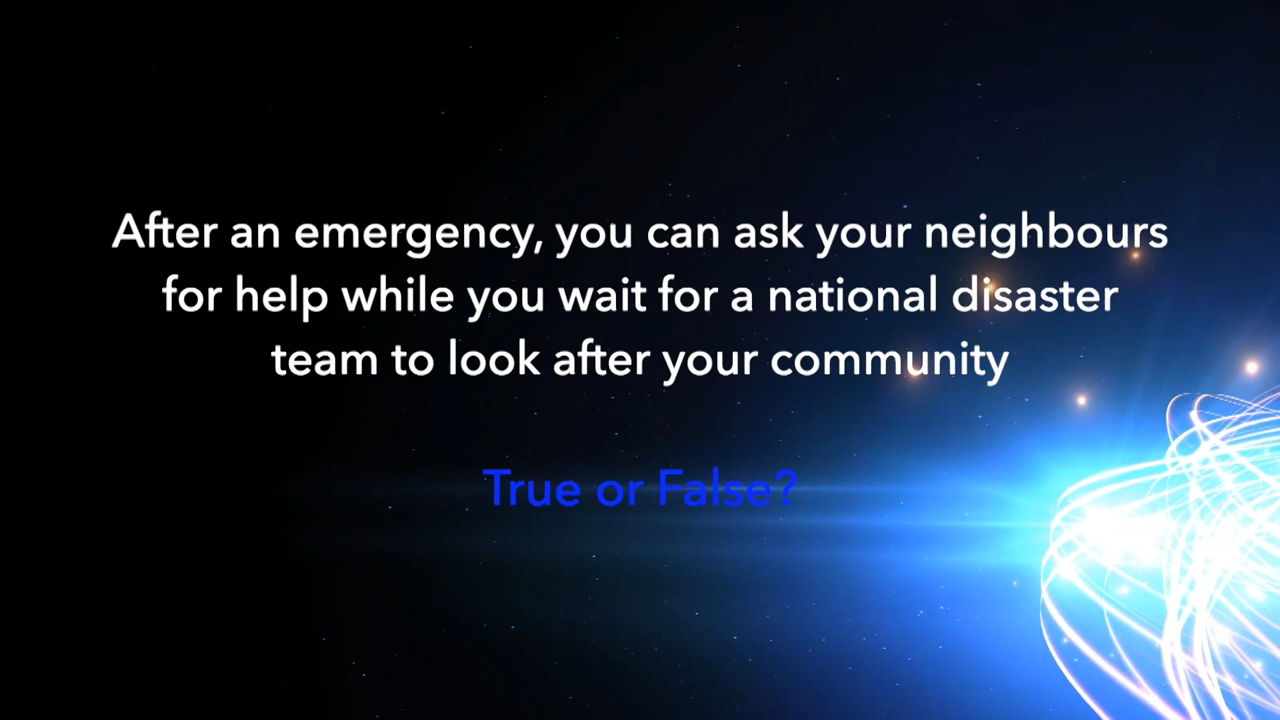 After an emergency, you can ask your neighbours
for help while you wait for a national disaster
team to look after your community
True or False?